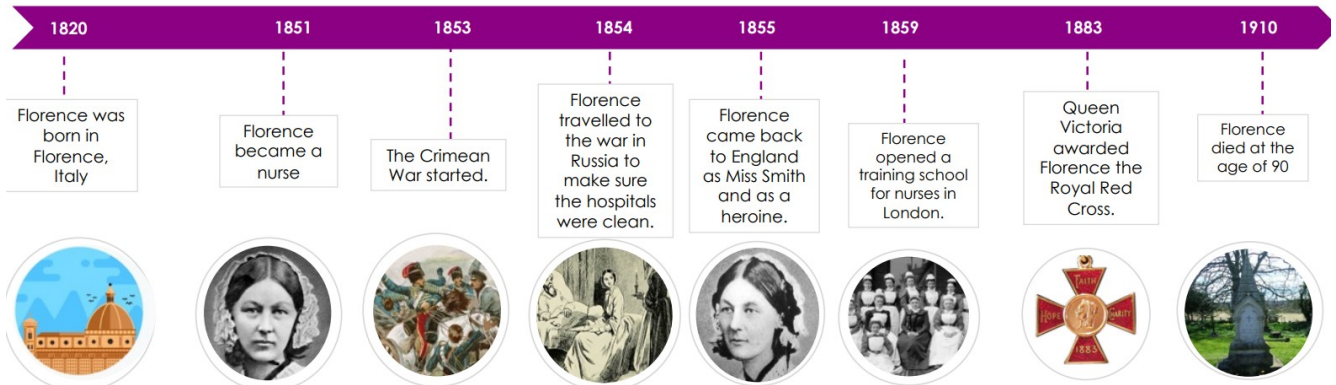 1820
1851
1853
1854
1855
1859
1883
1910
Florence was
born in
Florence,
Italy
Florence
became a
nurse
The Crimean
War started.
Florence
travelled to
the war in
Russia to
make sure
the hospitals
were clean.
Florence
came back
to England
as Miss Smith
and as a
heroine.
Florence
opened a
training school
for nurses in
London.
Queen
Victoria
awarded
Florence the
Royal Red
Cross.
Florence
died at the
age of 90
FAITH
HOPE
CHARITY
1883